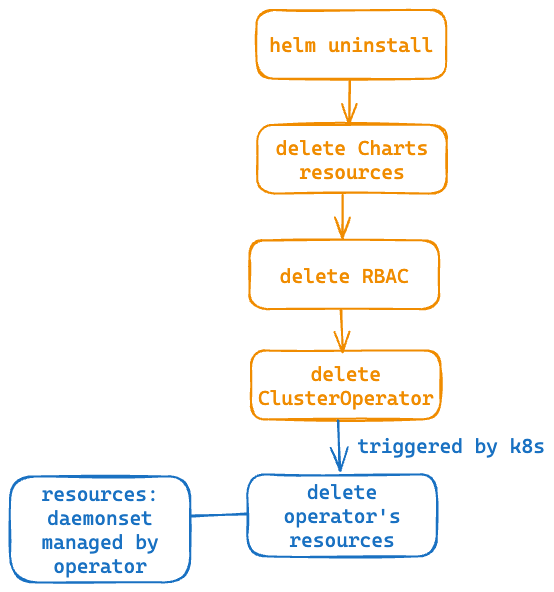 helm uninstall
delete Charts
resources
delete RBAC
delete
ClusterOperator
triggered by k8s
resources:
daemonset
managed by
operator
delete
operator's
resources